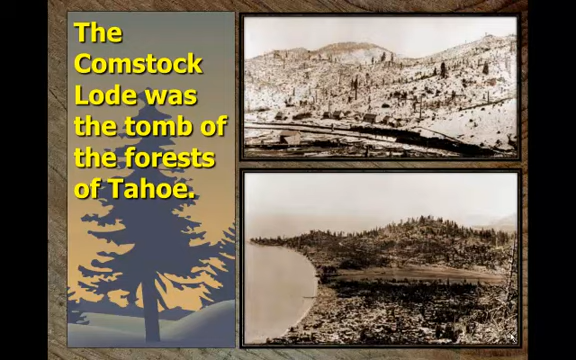 The
Comstock
Lode was
the tomb of
the forests
of Tahoe.